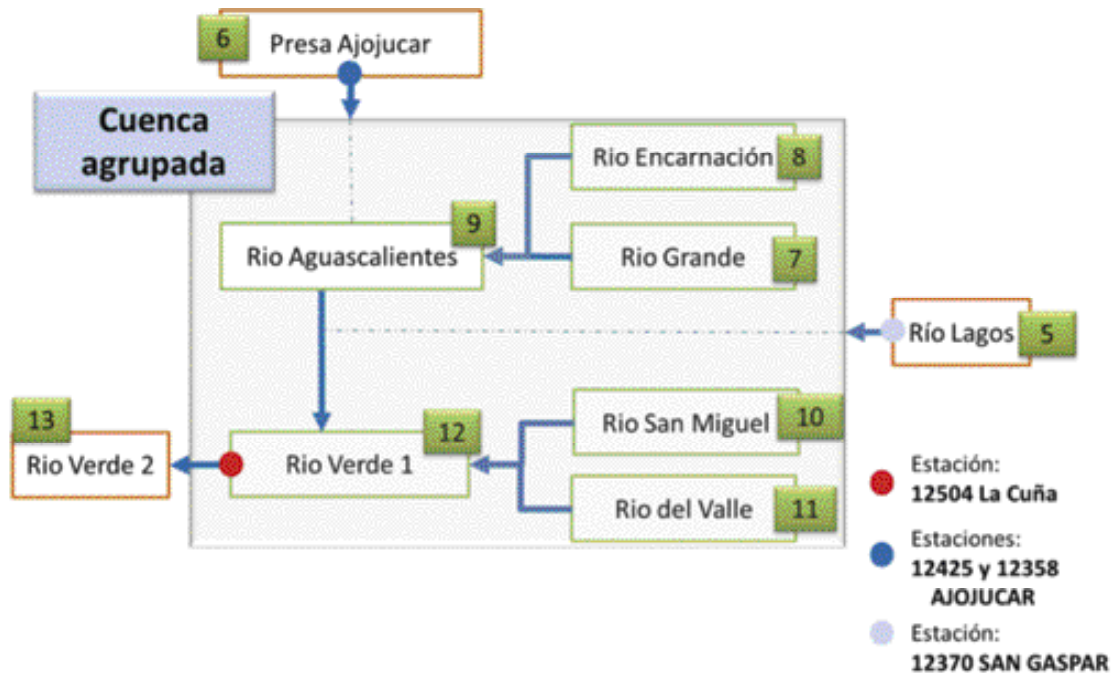 6
Presa Ajojucar
Cuenca
agrupada
Rio Encarnación
8
9
Rio Aguascalientes
Rio Grande
7
Río Lagos
5
13
Rio Verde 2
12
Rio Verde 1
Rio San Miguel
10
Rio del Valle
11
Estación:
12504 La Cuña
Estaciones:
12425 y 12358
AJOJUCAR
Estación:
12370 SAN GASPAR